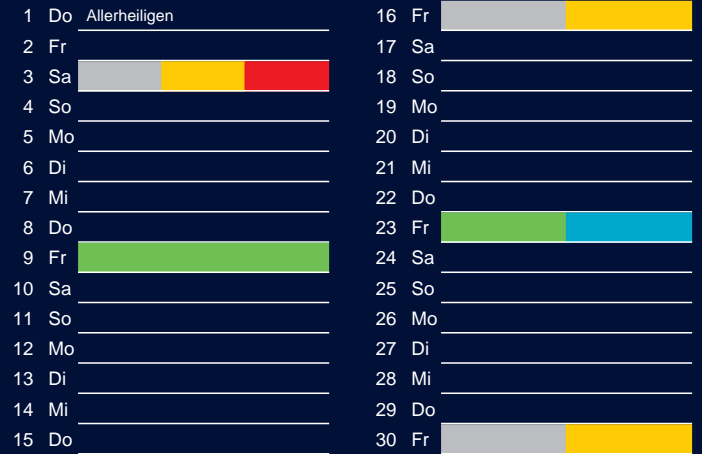 1 Do Allerheiligen
2 Fr
3 Sa
4 So
5 Mo
6 Di
7 Mi
8 Do
9 Fr
10 Sa
11 So
12 Mo
13 Di
14 Mi
15 Do
16 Fr
17 Sa
18 So
19 Mo
20 Di
21 Mi
22 Do
23 Fr
24 Sa
25 So
26 Mo
27 Di
28 Mi
29 Do
30 Fr